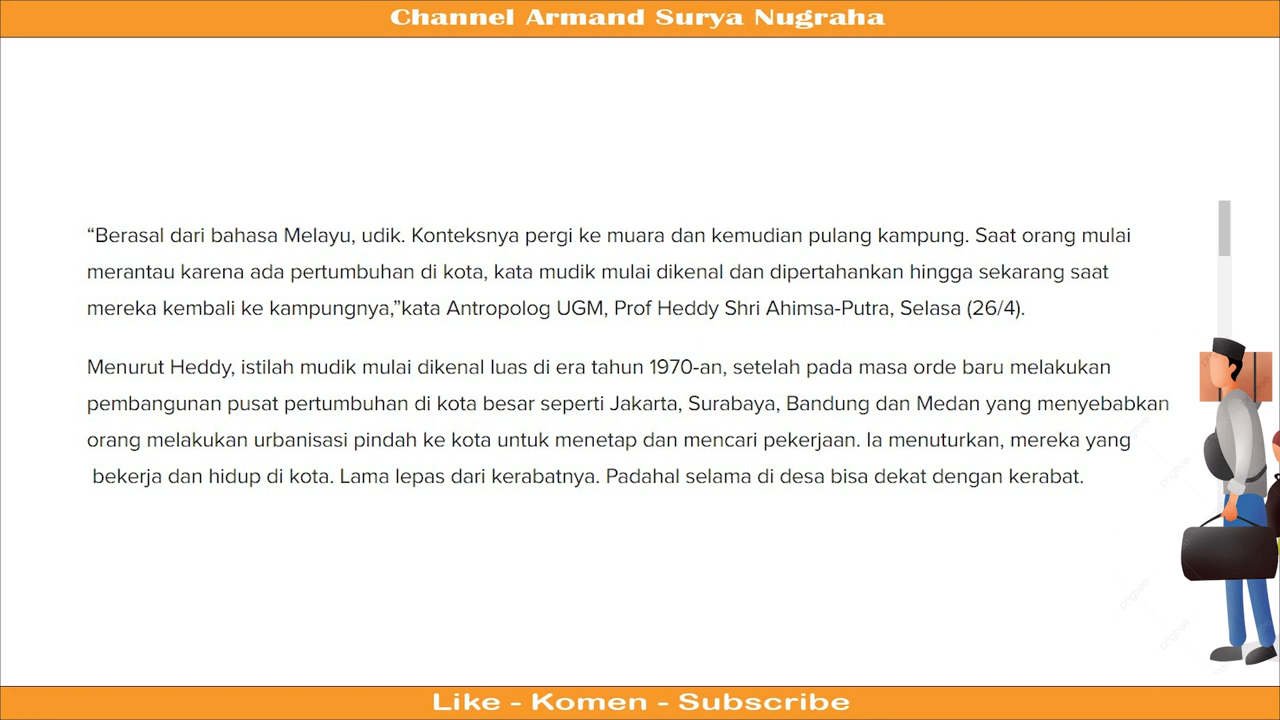 Channel Armand Surya Nugraha
“Berasal dari bahasa Melayu, udik. Konteksnya pergi ke muara dan kemudian pulang kampung. Saat orang mulai
merantau karena ada pertumbuhan di kota, kata mudik mulai dikenal dan dipertahankan hingga sekarang saat
mereka kembali ke kampungnya,”kata Antropolog UGM, Prof Heddy Shri Ahimsa-Putra, Selasa (26/4).
Menurut Heddy, istilah mudik mulai dikenal luas di era tahun 1970-an, setelah pada masa orde baru melakukan
pembangunan pusat pertumbuhan di kota besar seperti Jakarta, Surabaya, Bandung dan Medan yang menyebabkan
orang melakukan urbanisasi pindah ke kota untuk menetap dan mencari pekerjaan. Ia menuturkan, mereka yang
bekerja dan hidup di kota. Lama lepas dari kerabatnya. Padahal selama di desa bisa dekat dengan kerabat.
pngtree
pngtree
pngtree
Like - Komen - Subscribe